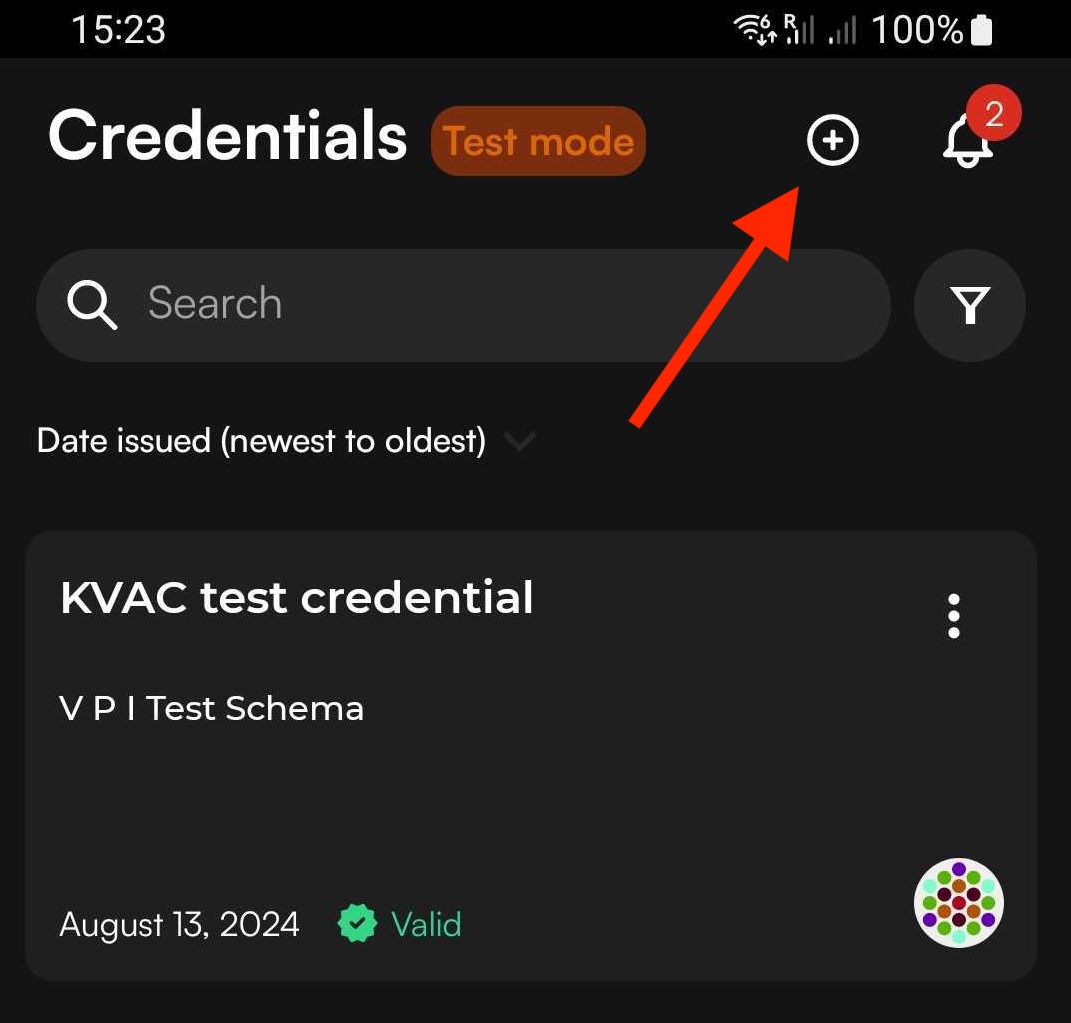 15:23 6 R 100%
Credentials Test mode 2
Search
Date issued (newest to oldest)
KVAC test credential
V P I Test Schema
August 13, 2024 Valid